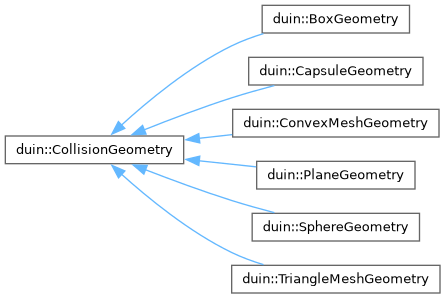 duin::BoxGeometry
duin::CapsuleGeometry
duin::ConvexMeshGeometry
duin::CollisionGeometry
duin::PlaneGeometry
duin::SphereGeometry
duin::TriangleMeshGeometry